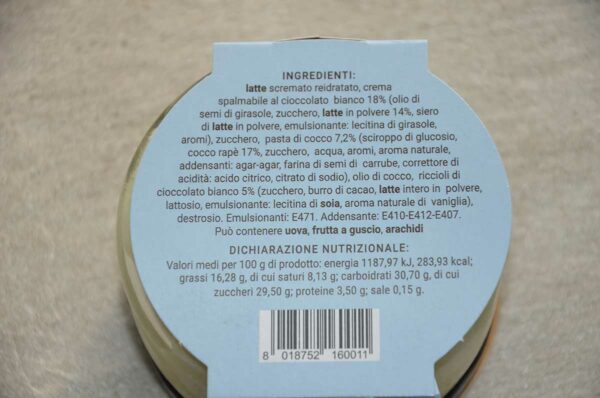 INGREDIENTI:
latte scremato reidratato, crema
spalmabile al cioccolato bianco 18% (olio di
semi di girasole, zucchero, latte in polvere 14%, siero
di latte in polvere, emulsionante: lecitina di girasole,
aromi), zucchero, pasta di cocco 7,2% (sciroppo di glucosio,
cocco rapè 17%, zucchero, acqua, aromi, aroma naturale,
addensanti: agar-agar, farina di semi di carrube, correttore di
acidità: acido citrico, citrato di sodio), olio di cocco, riccioli di
cioccolato bianco 5% (zucchero, burro di cacao, latte intero in polvere,
lattosio, emulsionante: lecitina di soia, aroma naturale di vaniglia),
destrosio. Emulsionanti: E471. Addensante: E410-E412-E407.
Può contenere uova, frutta a guscio, arachidi
DICHIARAZIONE NUTRIZIONALE:
Valori medi per 100 g di prodotto: energia 1187,97 kJ, 283,93 kcal;
grassi 16,28 g, di cui saturi 8,13 g; carboidrati 30,70 g, di cui
zuccheri 29,50 g; proteine 3,50 g; sale 0,15 g.
8 018752 160011